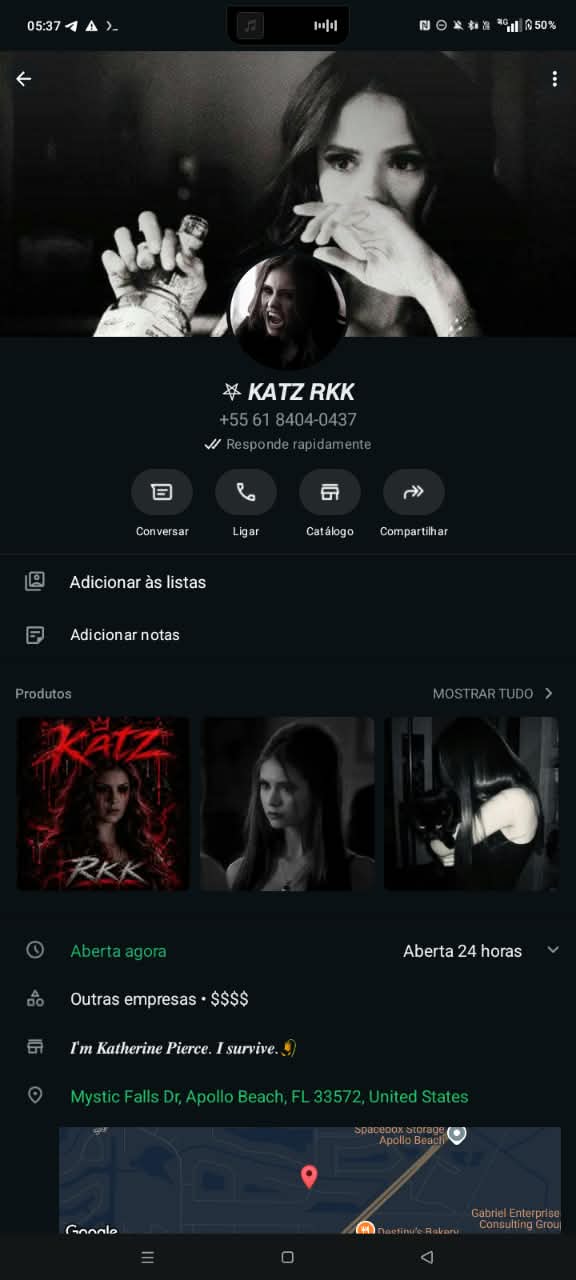 05:37
50%
KATZ RKK
+55 61 8404-0437
Responde rapidamente
Conversar
Ligar
Catálogo
Compartilhar
Adicionar às listas
Adicionar notas
Produtos
MOSTRAR TUDO
KATZ
RKK
Aberta agora
Aberta 24 horas
Outras empresas • $$$$
I'm Katherine Pierce. I survive.
Mystic Falls Dr, Apollo Beach, FL 33572, United States
Spacebox Storage
Apollo Beach
Gabriel Enterprise
Consulting Group
Google
Destiny's Bakery